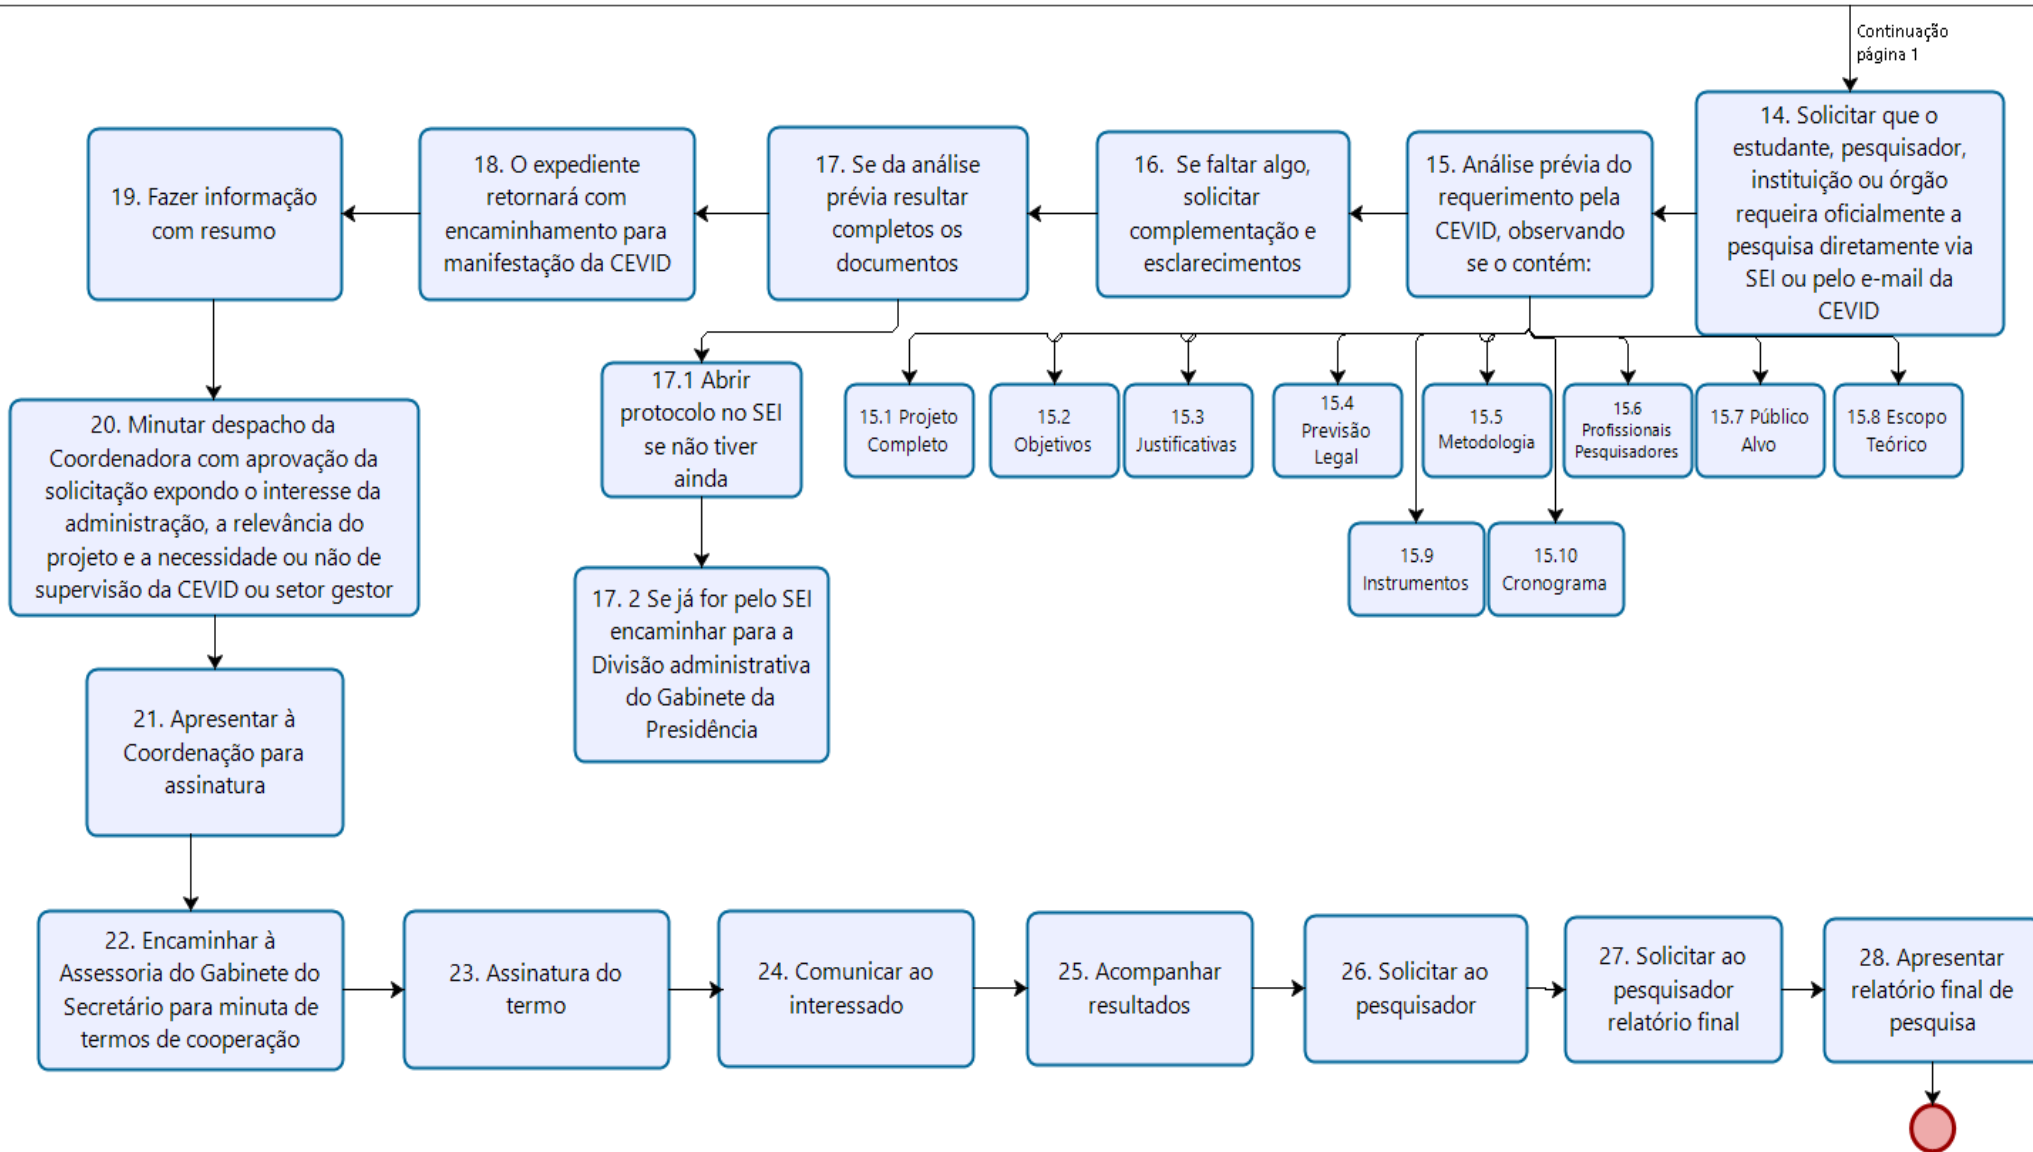 Continuação
página 1
14. Solicitar que o
estudante, pesquisador,
instituição ou órgão
requeira oficialmente a
pesquisa diretamente via
SEI ou pelo e-mail da
CEVID
15. Análise prévia do
requerimento pela
CEVID, observando
se o contém:
16.  Se faltar algo,
solicitar
complementação e
esclarecimentos
17. Se da análise
prévia resultar
completos os
documentos
18. O expediente
retornará com
encaminhamento para
manifestação da CEVID
19. Fazer informação
com resumo
15.1 Projeto
Completo
15.2
Objetivos
15.3
Justificativas
15.4
Previsão
Legal
15.5
Metodologia
15.6
Profissionais
Pesquisadores
15.7 Público
Alvo
15.8 Escopo
Teórico
15.9
Instrumentos
15.10
Cronograma
17.1 Abrir
protocolo no SEI
se não tiver
ainda
17. 2 Se já for pelo SEI
encaminhar para a
Divisão administrativa
do Gabinete da
Presidência
20. Minutar despacho da
Coordenadora com aprovação da
solicitação expondo o interesse da
administração, a relevância do
projeto e a necessidade ou não de
supervisão da CEVID ou setor gestor
21. Apresentar à
Coordenação para
assinatura
22. Encaminhar à
Assessoria do Gabinete do
Secretário para minuta de
termos de cooperação
23. Assinatura do
termo
24. Comunicar ao
interessado
25. Acompanhar
resultados
26. Solicitar ao
pesquisador
27. Solicitar ao
pesquisador
relatório final
28. Apresentar
relatório final de
pesquisa